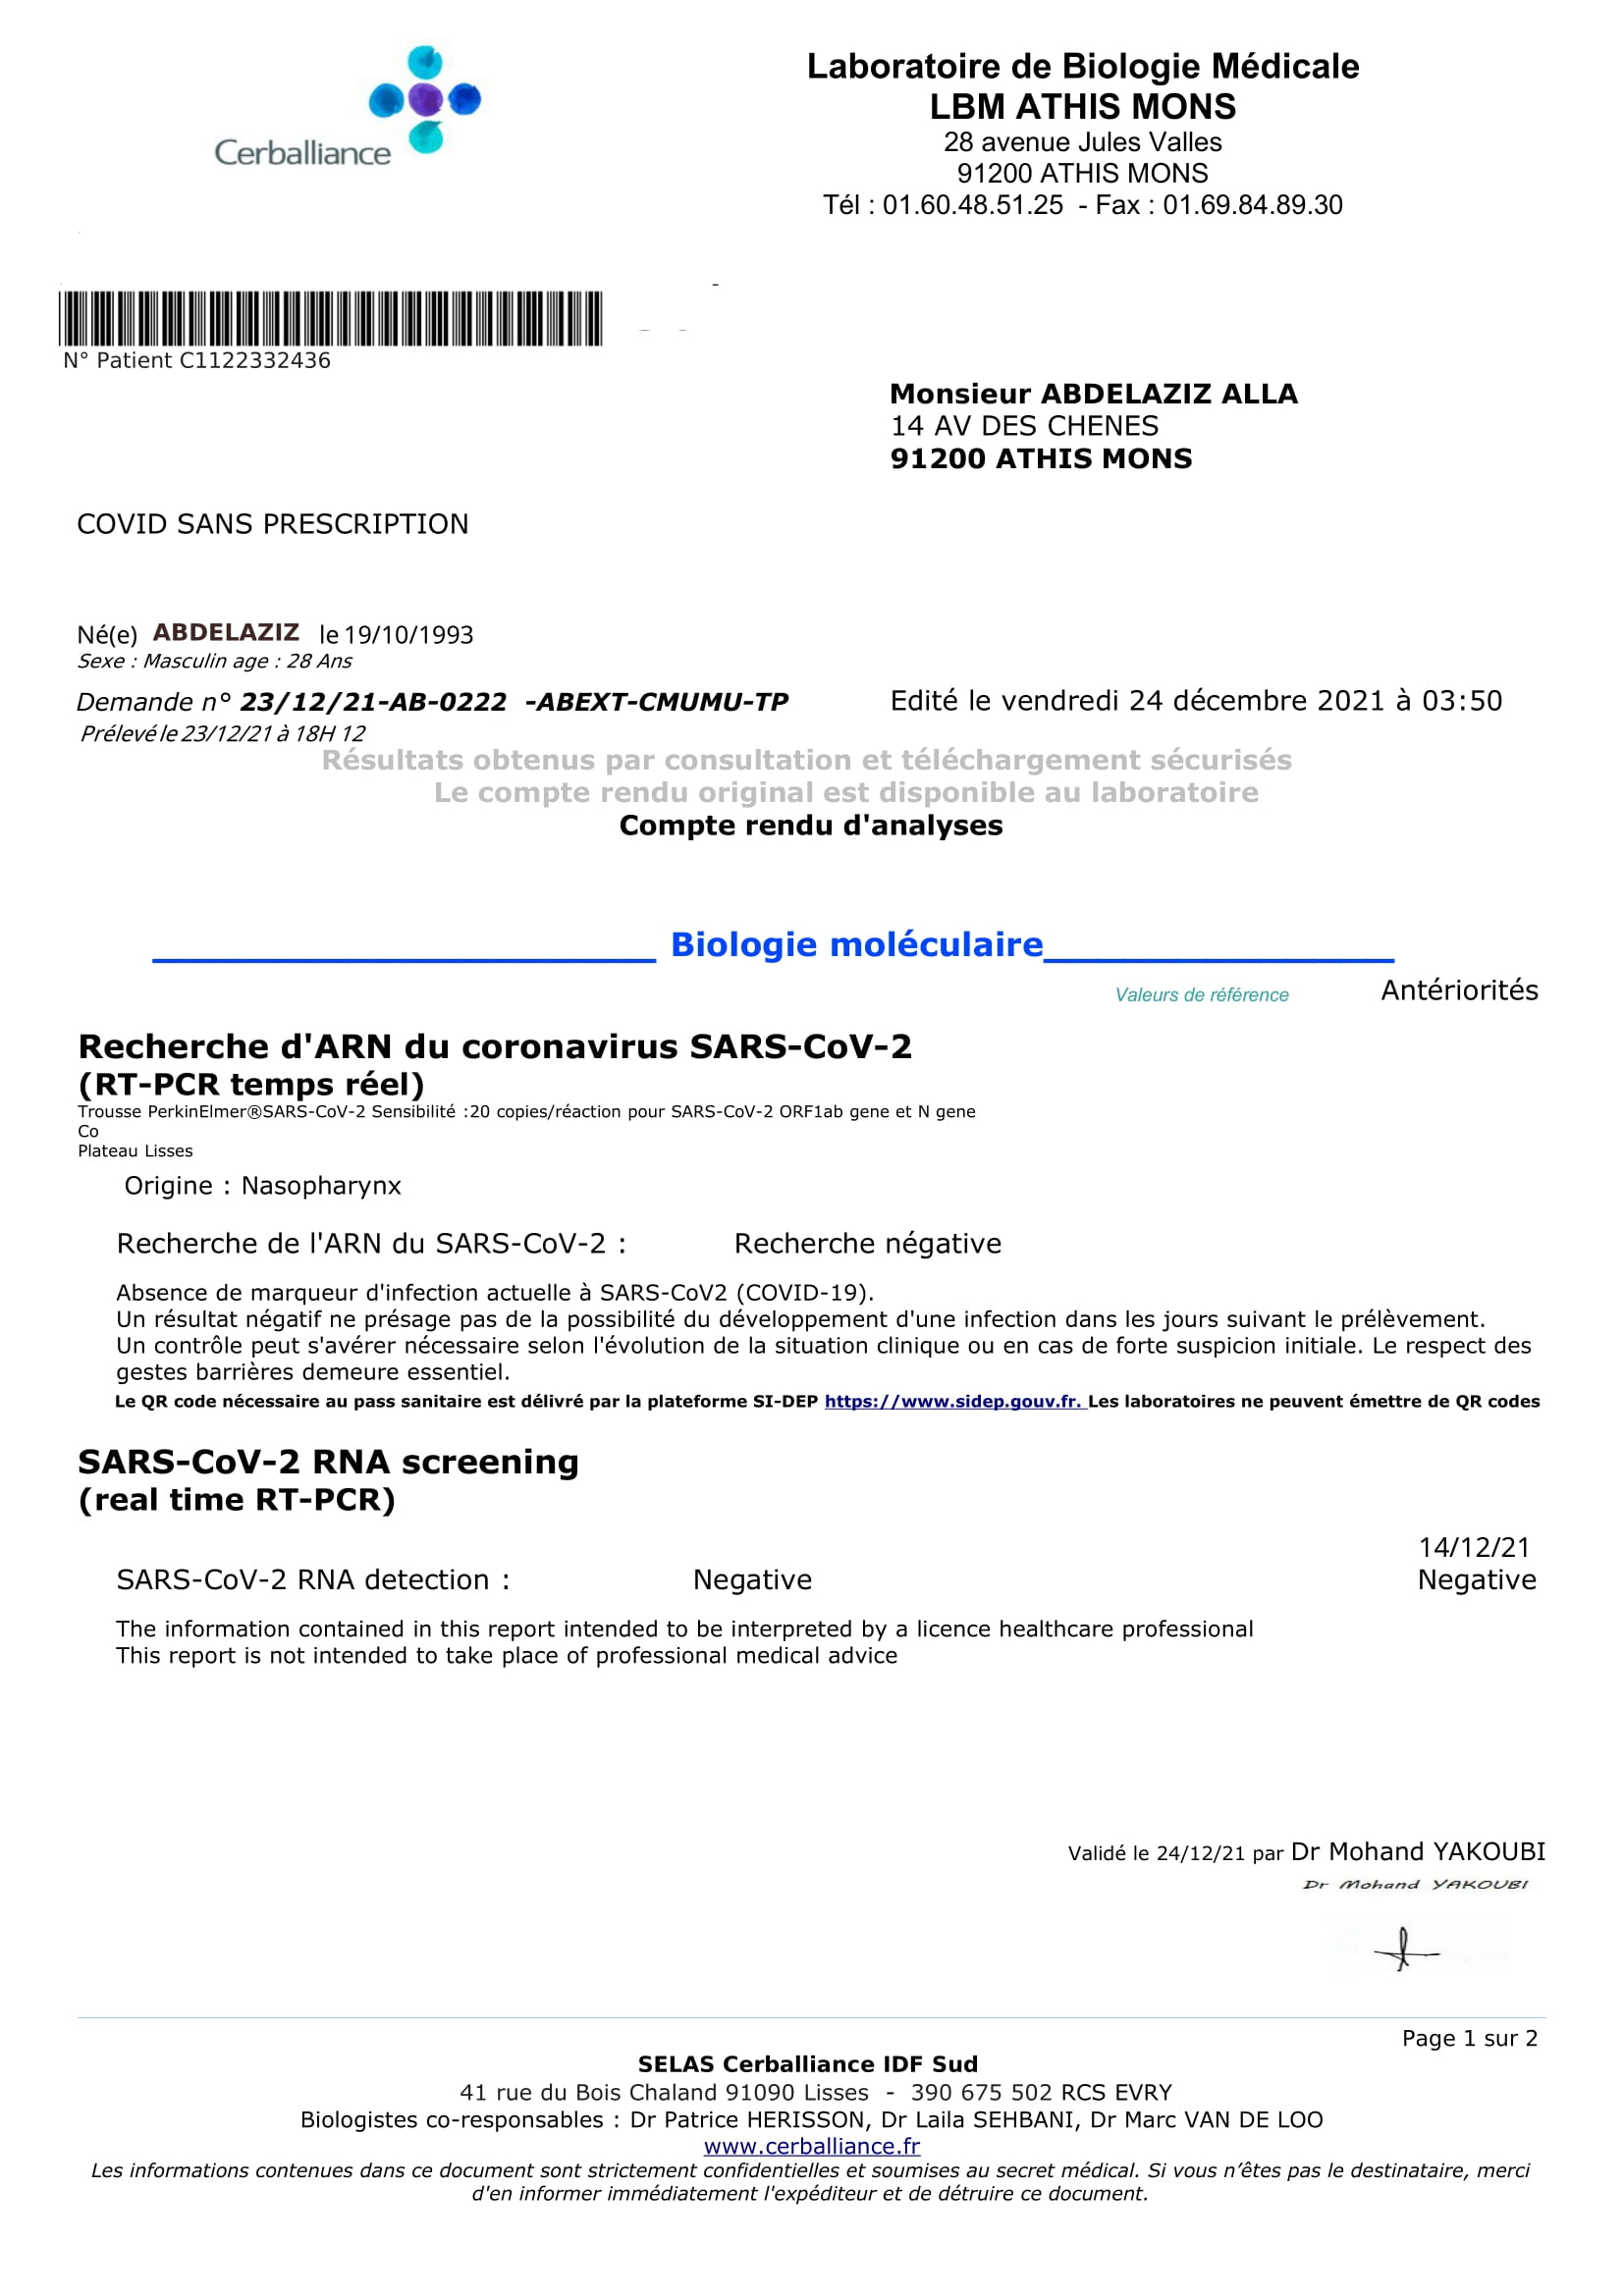 Cerballiance
Laboratoire de Biologie Médicale
LBM ATHIS MONS
28 avenue Jules Valles
91200 ATHIS MONS
Tél : 01.60.48.51.25 - Fax : 01.69.84.89.30
N° Patient C1122332436
Monsieur ABDELAZIZ ALLA
14 AV DES CHENES
91200 ATHIS MONS
COVID SANS PRESCRIPTION
Né(e) ABDELAZIZ le 19/10/1993
Sexe : Masculin age : 28 Ans
Demande n° 23/12/21-AB-0222 -ABEXT-CMUMU-TP
Edité le vendredi 24 décembre 2021 à 03:50
Prélevé le 23/12/21 à 18H 12
Résultats obtenus par consultation et téléchargement sécurisés
Le compte rendu original est disponible au laboratoire
Compte rendu d'analyses
Biologie moléculaire
Valeurs de référence Antériorités
Recherche d'ARN du coronavirus SARS-CoV-2
(RT-PCR temps réel)
Trousse PerkinElmer®SARS-CoV-2 Sensibilité :20 copies/réaction pour SARS-CoV-2 ORF1ab gene et N gene
Co
Plateau Lisses
Origine : Nasopharynx
Recherche de l'ARN du SARS-CoV-2 : Recherche négative
Absence de marqueur d'infection actuelle à SARS-CoV2 (COVID-19).
Un résultat négatif ne présage pas de la possibilité du développement d'une infection dans les jours suivant le prélèvement.
Un contrôle peut s'avérer nécessaire selon l'évolution de la situation clinique ou en cas de forte suspicion initiale. Le respect des
gestes barrières demeure essentiel.
Le QR code nécessaire au pass sanitaire est délivré par la plateforme SI-DEP https://www.sidep.gouv.fr. Les laboratoires ne peuvent émettre de QR codes
SARS-CoV-2 RNA screening
(real time RT-PCR)
14/12/21
SARS-CoV-2 RNA detection : Negative Negative
The information contained in this report intended to be interpreted by a licence healthcare professional
This report is not intended to take place of professional medical advice
Validé le 24/12/21 par Dr Mohand YAKOUBI
Dr Mohand YAKOUBI
Page 1 sur 2
SELAS Cerballiance IDF Sud
41 rue du Bois Chaland 91090 Lisses - 390 675 502 RCS EVRY
Biologistes co-responsables : Dr Patrice HERISSON, Dr Laila SEHBANI, Dr Marc VAN DE LOO
www.cerballiance.fr
Les informations contenues dans ce document sont strictement confidentielles et soumises au secret médical. Si vous n’êtes pas le destinataire, merci
d'en informer immédiatement l'expéditeur et de détruire ce document.